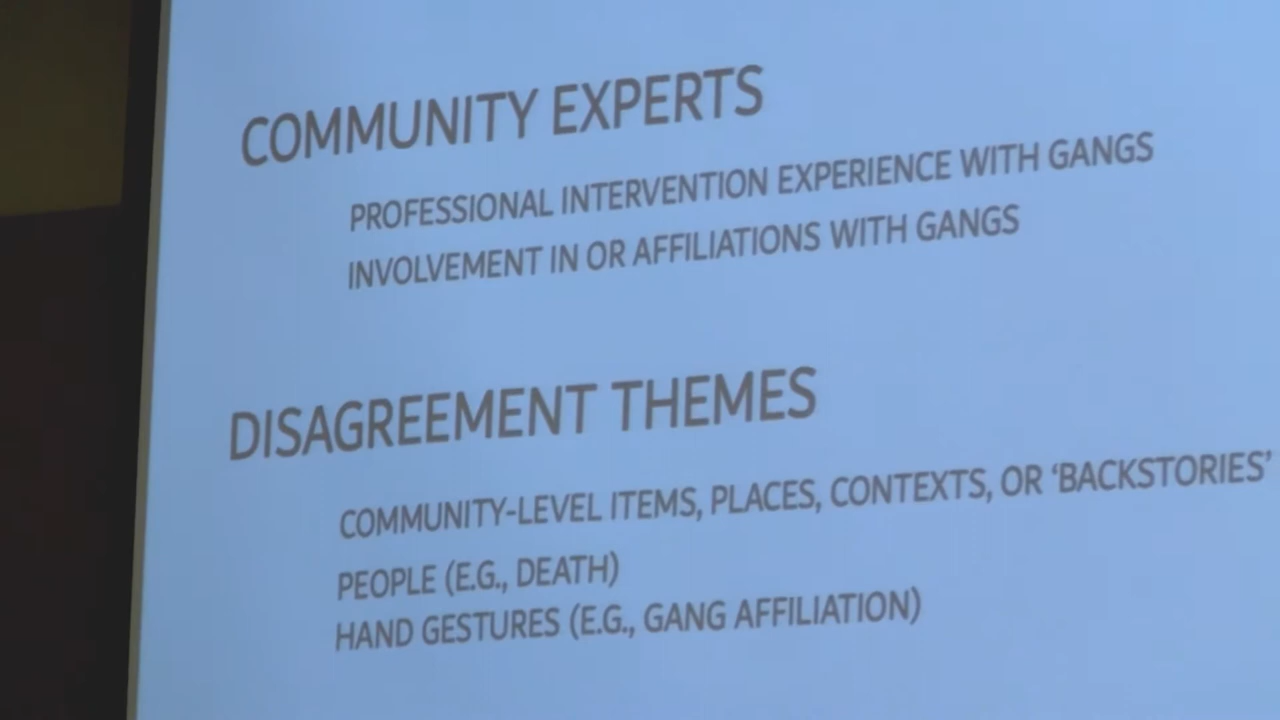 COMMUNITY EXPERTS
PROFESSIONAL INTERVENTION EXPERIENCE WITH GANGS
INVOLVEMENT IN OR AFFILIATIONS WITH GANGS
DISAGREEMENT THEMES
COMMUNITY-LEVEL ITEMS, PLACES, CONTEXTS, OR ‘BACKSTORIES’
PEOPLE (E.G., DEATH)
HAND GESTURES (E.G., GANG AFFILIATION)